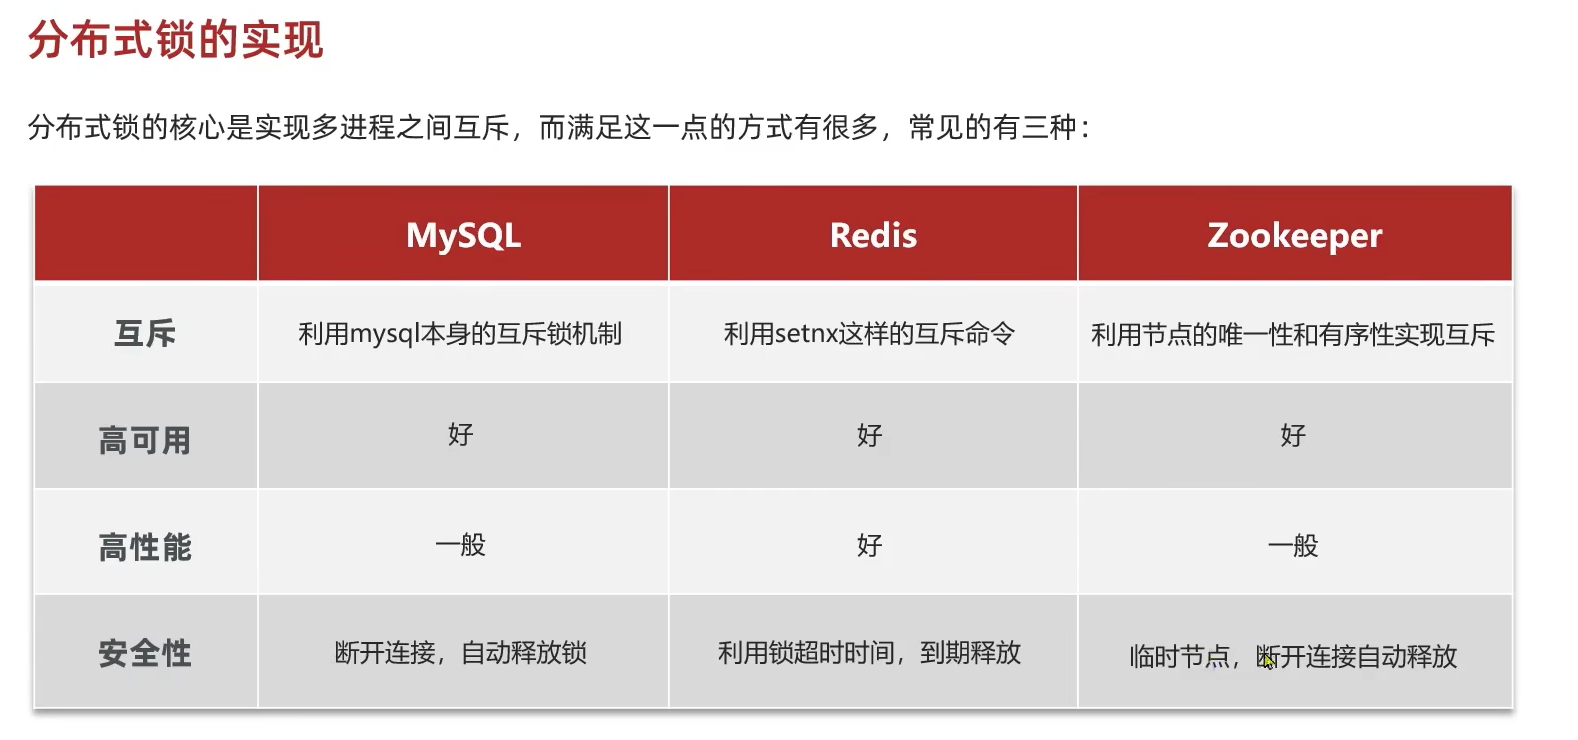 分布式锁的实现
分布式锁的核心是实现多进程之间互斥，而满足这一点的方式有很多，常见的有三种：
MySQL Redis Zookeeper
互斥 利用mysql本身的互斥锁机制 利用setnx这样的互斥命令 利用节点的唯一性和有序性实现互斥
高可用 好 好 好
高性能 一般 好 一般
安全性 断开连接，自动释放锁 利用锁超时时间，到期释放 临时节点，断开连接自动释放